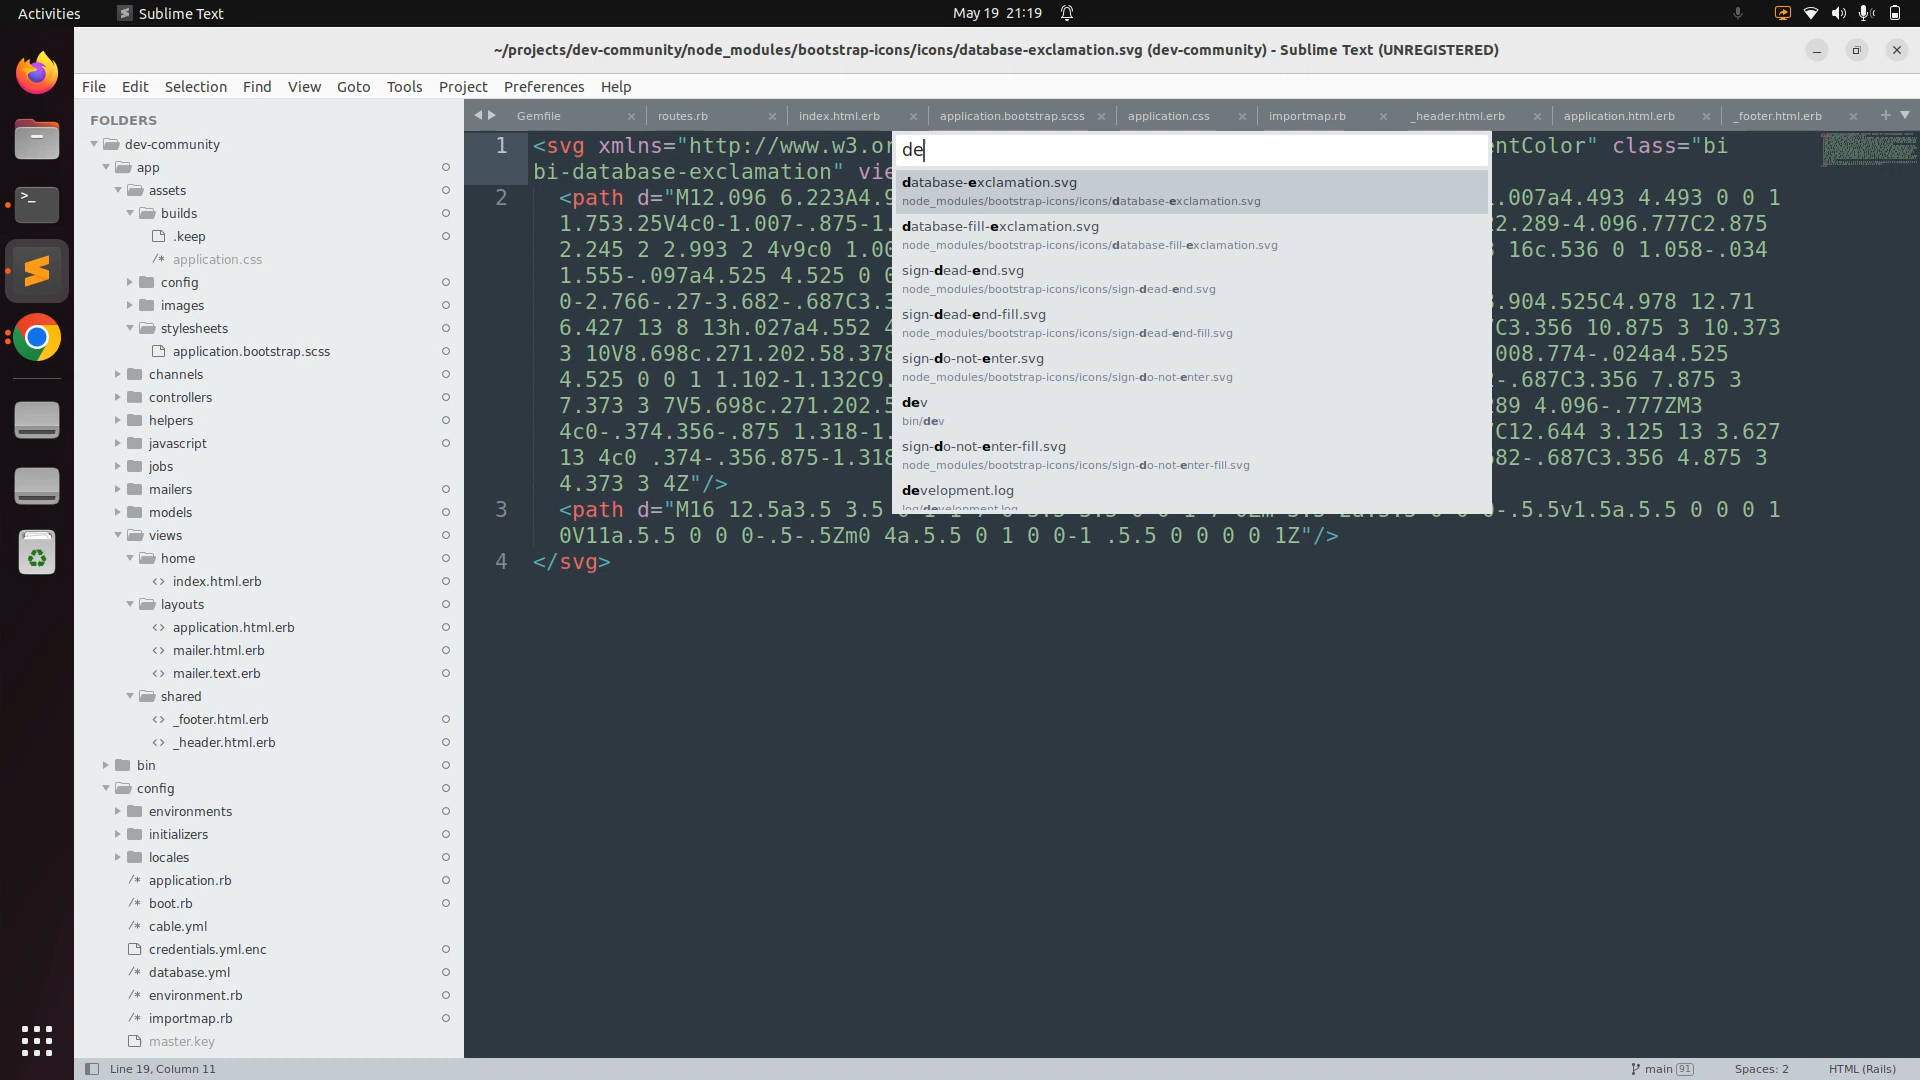 Activities
Sublime Text
May 19 21:19
~/projects/dev-community/node_modules/bootstrap-icons/icons/database-exclamation.svg (dev-community) - Sublime Text (UNREGISTERED)
File Edit Selection Find View Goto Tools Project Preferences Help
FOLDERS
dev-community
app
assets
builds
.keep
application.css
config
images
stylesheets
application.bootstrap.scss
channels
controllers
helpers
javascript
jobs
mailers
models
views
home
index.html.erb
layouts
application.html.erb
mailer.html.erb
mailer.text.erb
shared
_footer.html.erb
_header.html.erb
bin
config
environments
initializers
locales
application.rb
boot.rb
cable.yml
credentials.yml.enc
database.yml
environment.rb
importmap.rb
master.key
Gemfile
routes.rb
index.html.erb
application.bootstrap.scss
application.css
importmap.rb
_header.html.erb
application.html.erb
_footer.html.erb
de
database-exclamation.svg
node_modules/bootstrap-icons/icons/database-exclamation.svg
database-fill-exclamation.svg
node_modules/bootstrap-icons/icons/database-fill-exclamation.svg
sign-dead-end.svg
node_modules/bootstrap-icons/icons/sign-dead-end.svg
sign-dead-end-fill.svg
node_modules/bootstrap-icons/icons/sign-dead-end-fill.svg
sign-do-not-enter.svg
node_modules/bootstrap-icons/icons/sign-do-not-enter.svg
dev
bin/dev
sign-do-not-enter-fill.svg
node_modules/bootstrap-icons/icons/sign-do-not-enter-fill.svg
development.log
log/development.log
1 <svg xmlns="http://www.w3.or ntColor" class="bi
bi-database-exclamation" vie
2 <path d="M12.096 6.223A4.9 .007a4.493 4.493 0 0 1
1.753.25V4c0-1.007-.875-1. 2.289-4.096.777C2.875
2.245 2 2.993 2 4v9c0 1.00 16c.536 0 1.058-.034
1.555-.097a4.525 4.525 0 0
0-2.766-.27-3.682-.687C3.3 .904.525C4.978 12.71
6.427 13 8 13h.027a4.552 4 C3.356 10.875 3 10.373
3 10V8.698c.271.202.58.378 008.774-.024a4.525
4.525 0 0 1 1.102-1.132C9. -.687C3.356 7.875 3
7.373 3 7V5.698c.271.202.5 89 4.096-.777ZM3
4c0-.374.356-.875 1.318-1. C12.644 3.125 13 3.627
13 4c0 .374-.356.875-1.318 82-.687C3.356 4.875 3
4.373 3 4Z"/>
3 <path d="M16 12.5a3.5 3.5 0-.5.5v1.5a.5.5 0 0 0 1
0V11a.5.5 0 0 0-.5-.5Zm0 4a.5.5 0 1 0 0-1 .5.5 0 0 0 0 1Z"/>
4 </svg>
Line 19, Column 11
main 91
Spaces: 2
HTML (Rails)